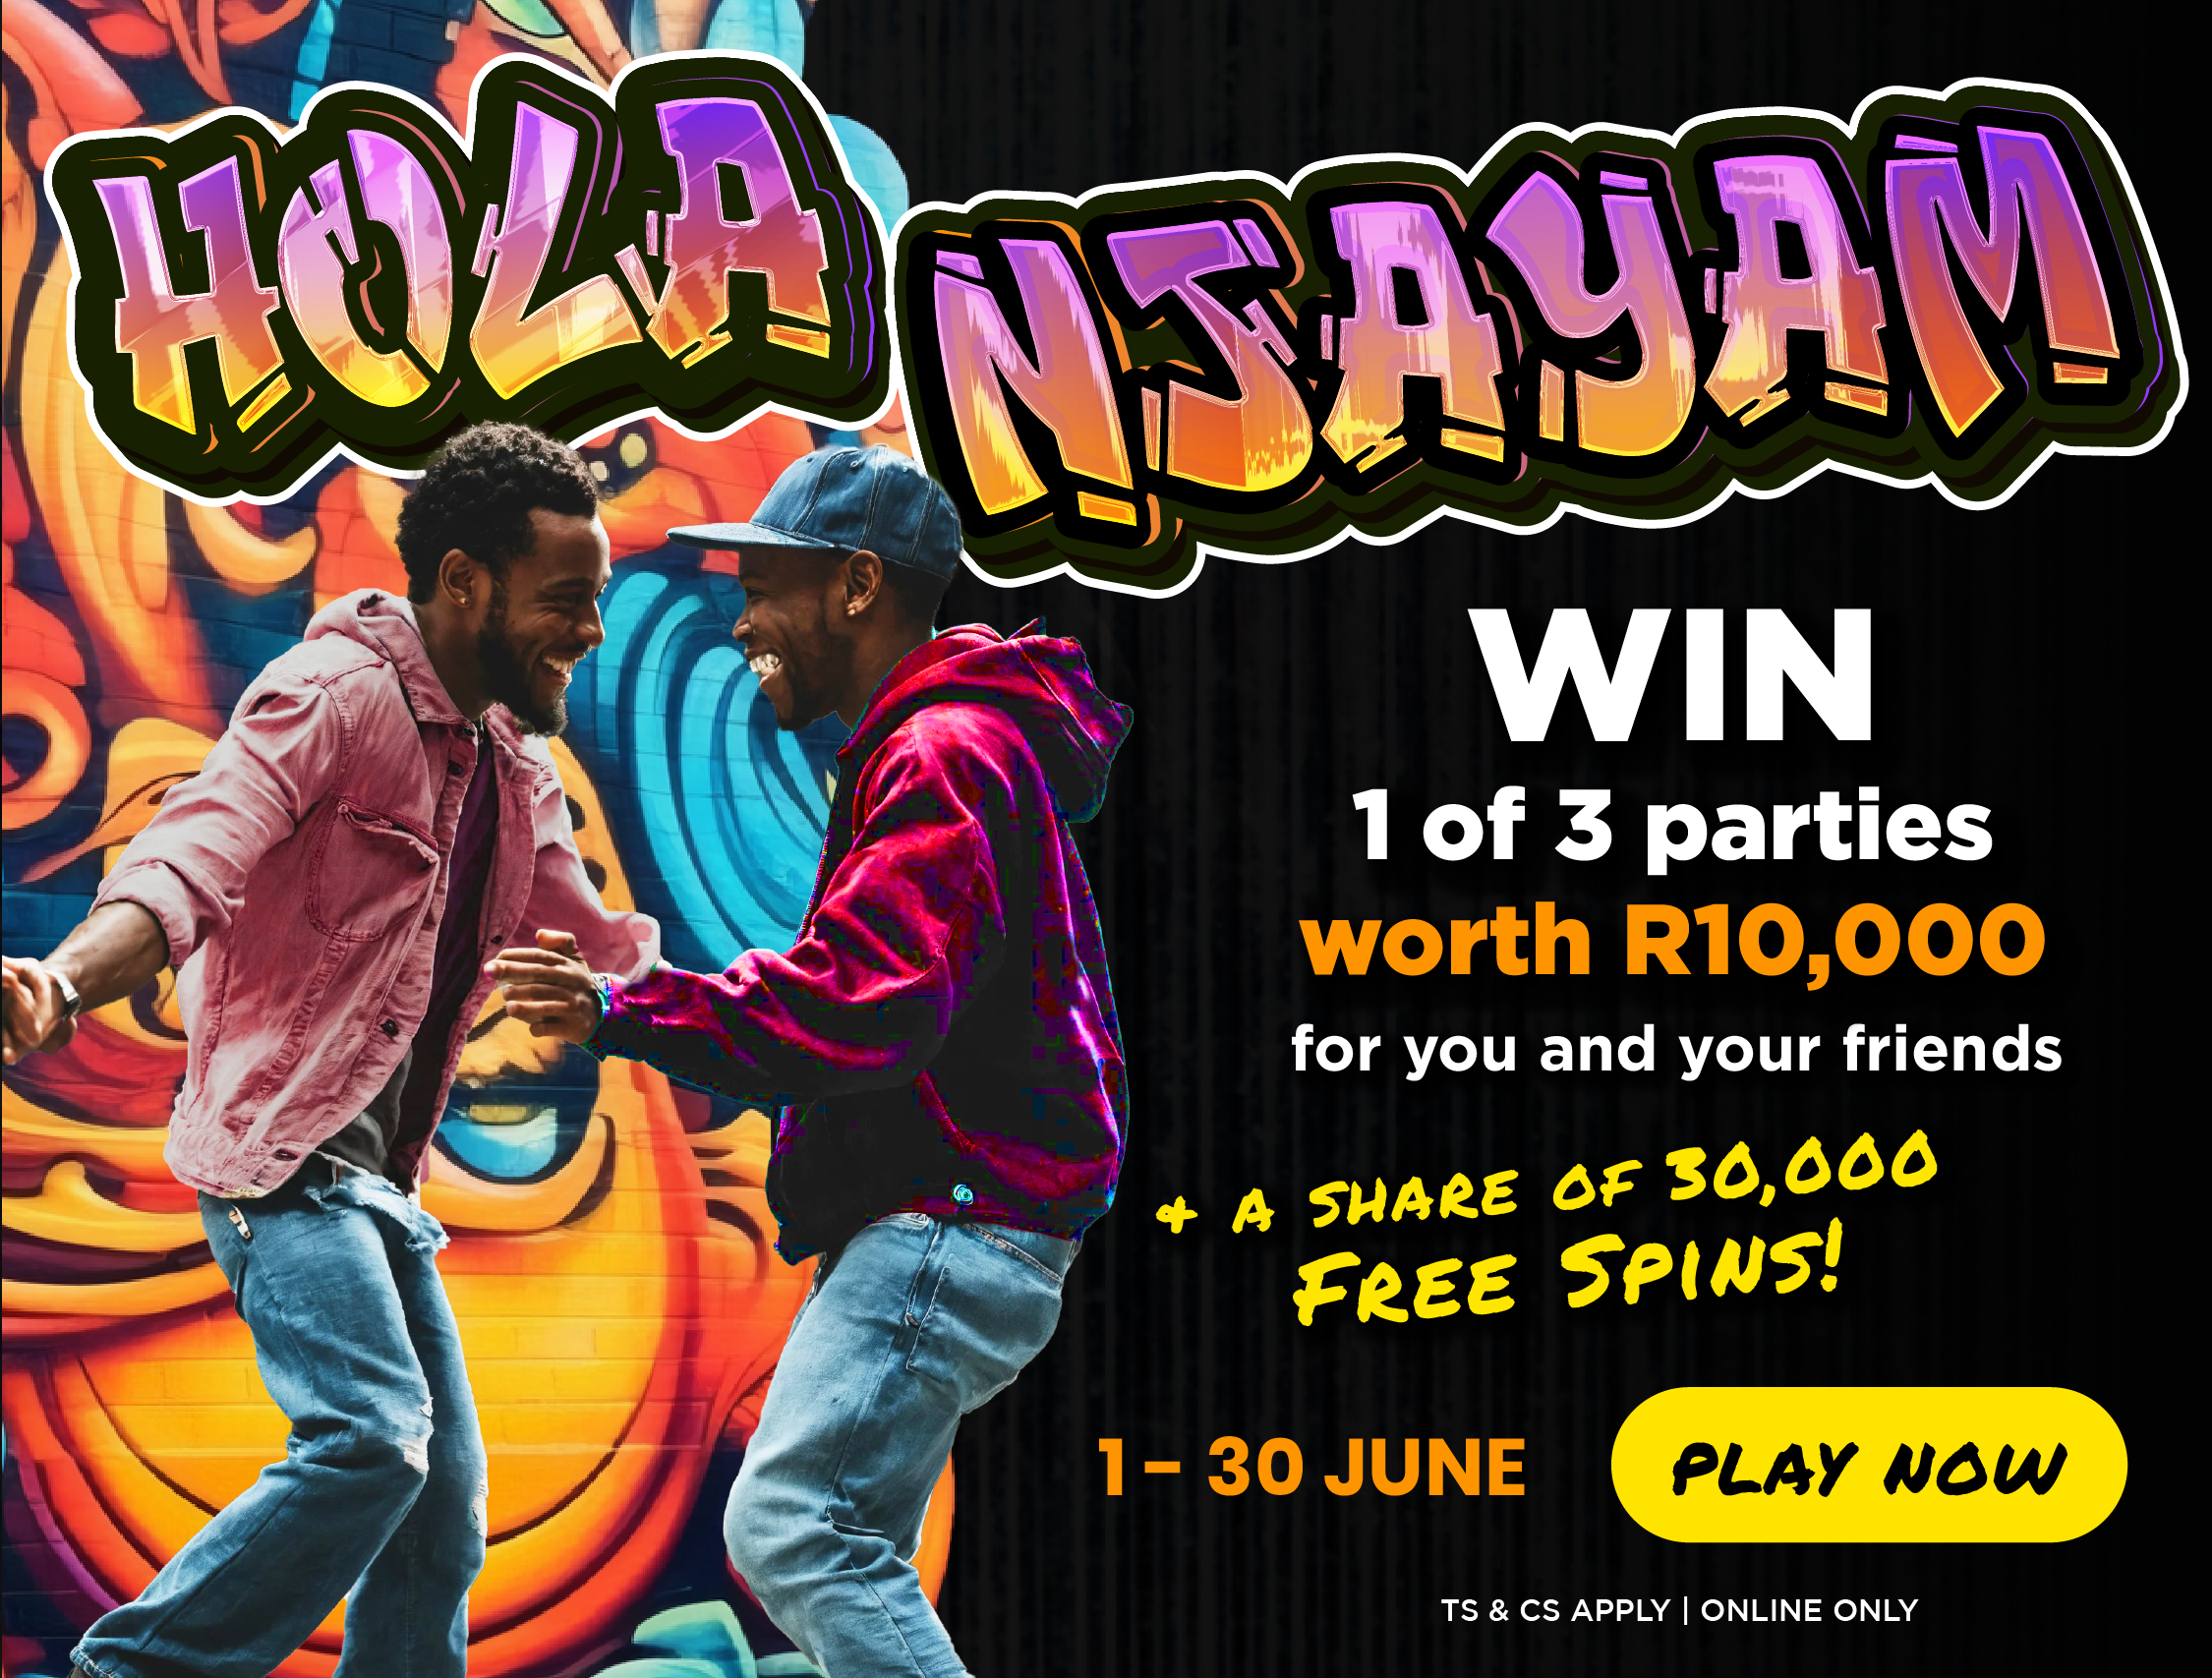 HOLA
NJAYAM
WIN
1 of 3 parties
worth R10,000
for you and your friends
& A SHARE OF 30,000
FREE SPINS!
1 – 30 JUNE
PLAY NOW
TS & CS APPLY | ONLINE ONLY